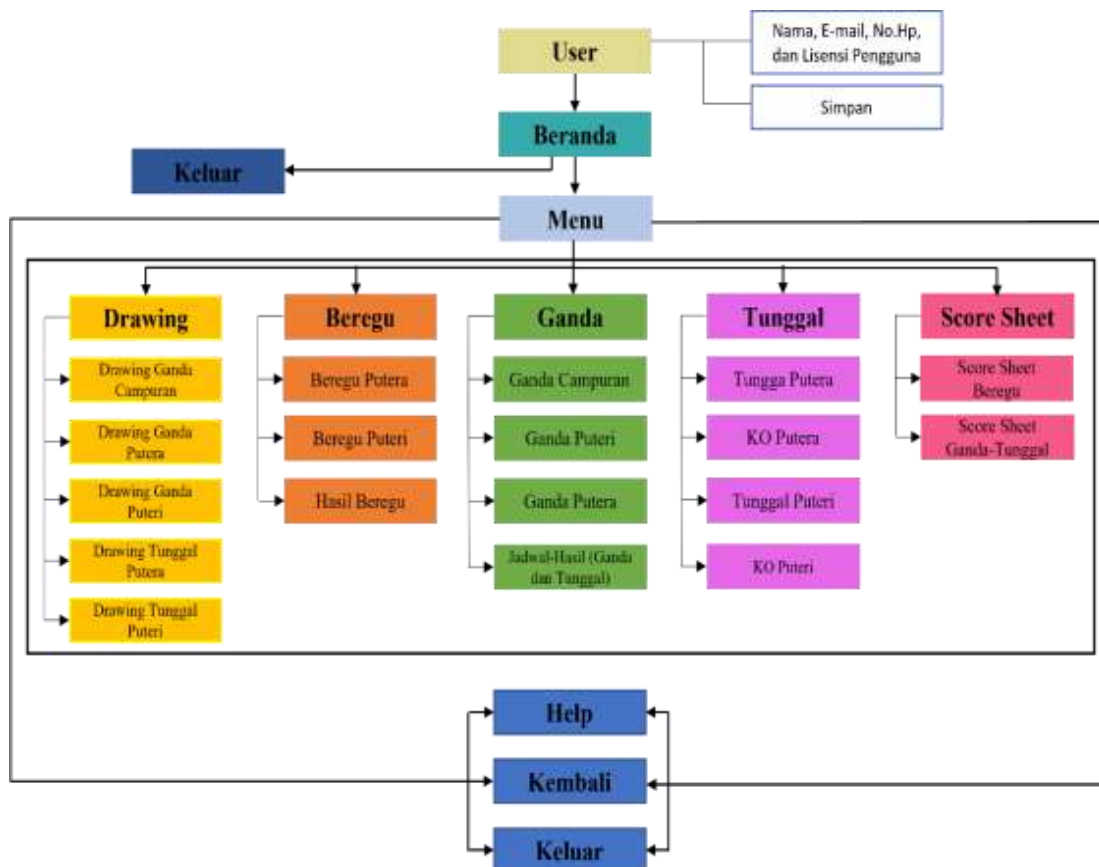 User
Nama, E-mail, No.Hp,
dan Lisensi Pengguna
Simpan
Beranda
Keluar
Menu
Drawing
Drawing Ganda
Campuran
Drawing Ganda
Putera
Drawing Ganda
Puteri
Drawing Tunggal
Putera
Drawing Tunggal
Puteri
Beregu
Beregu Putera
Beregu Puteri
Hasil Beregu
Ganda
Ganda Campuran
Ganda Puteri
Ganda Putera
Jadwal-Hasil (Ganda
dan Tunggal)
Tunggal
Tungga Putera
KO Putera
Tunggal Puteri
KO Puteri
Score Sheet
Score Sheet
Beregu
Score Sheet
Ganda-Tunggal
Help
Kembali
Keluar